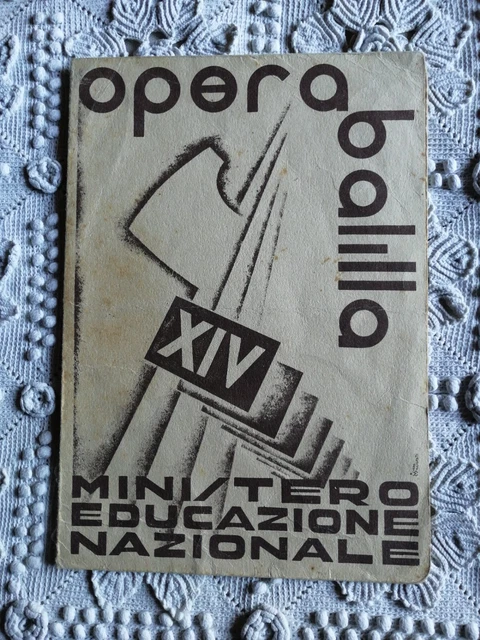 opera
balilla
XIV
MINISTERO
EDUCAZIONE
NAZIONALE